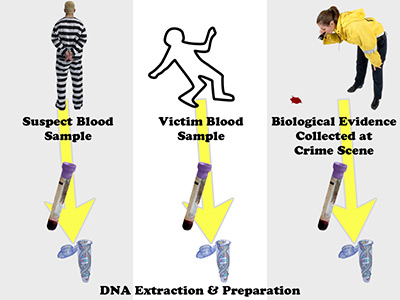 Suspect Blood
Sample
Victim Blood
Sample
Biological Evidence
Collected at
Crime Scene
DNA Extraction & Preparation